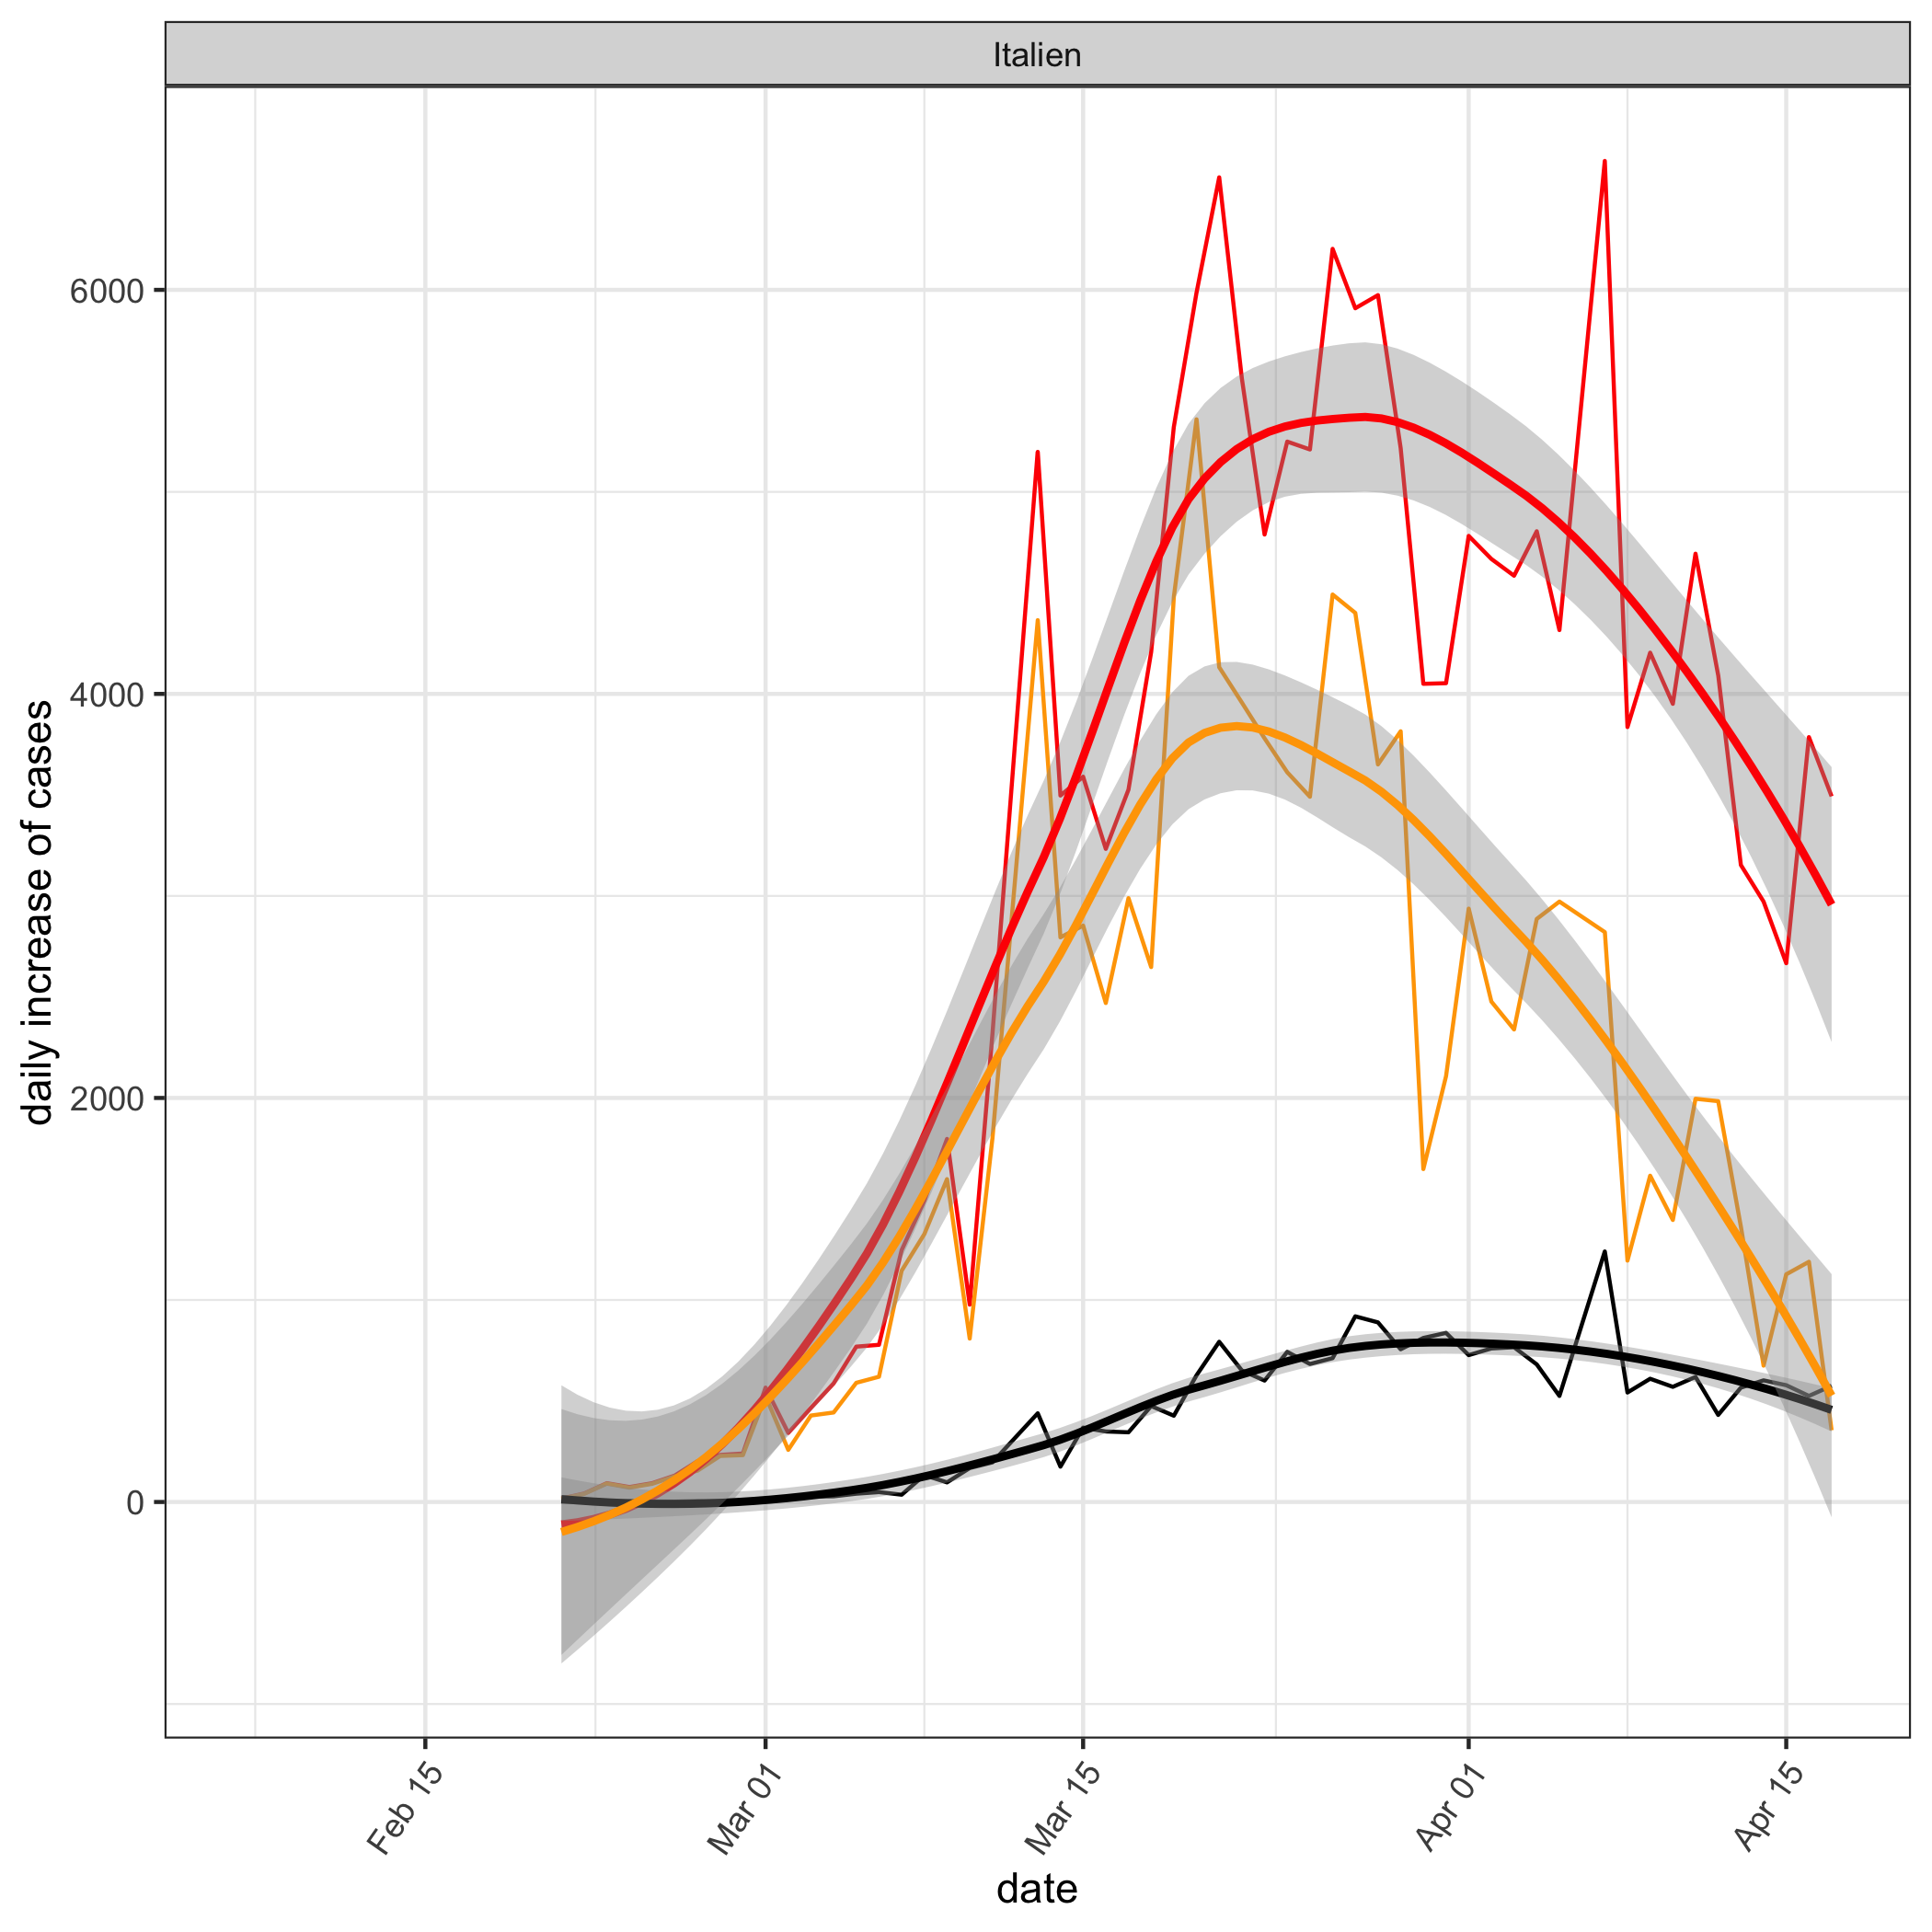 Italien
daily increase of cases
6000
4000
2000
0
Feb 15
Mar 01
Mar 15
Apr 01
Apr 15
date